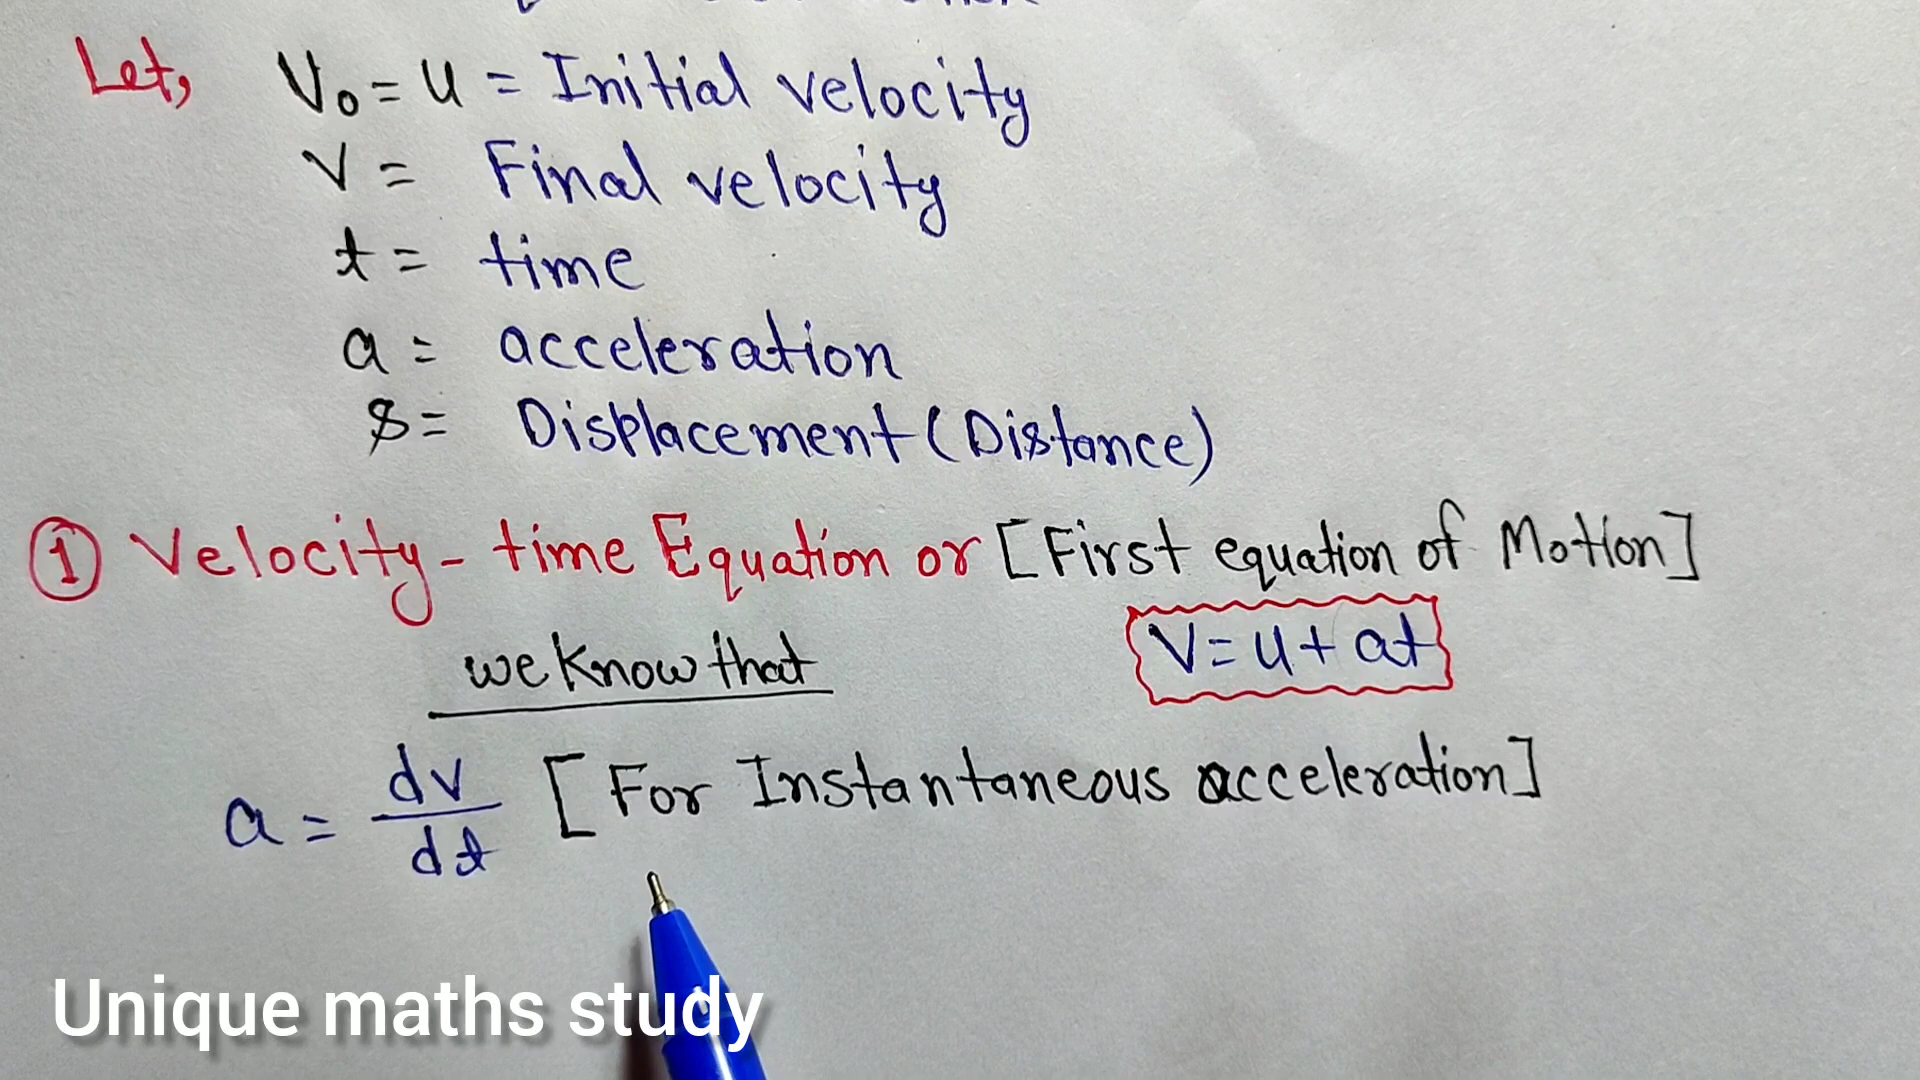 Let, V₀ = u = Initial velocity
V = Final velocity
t = time
a = acceleration
s = Displacement (Distance)
① Velocity - time Equation or [First equation of Motion]
we know that
V = u + at
a = dv/dt [For Instantaneous acceleration]
Unique maths study